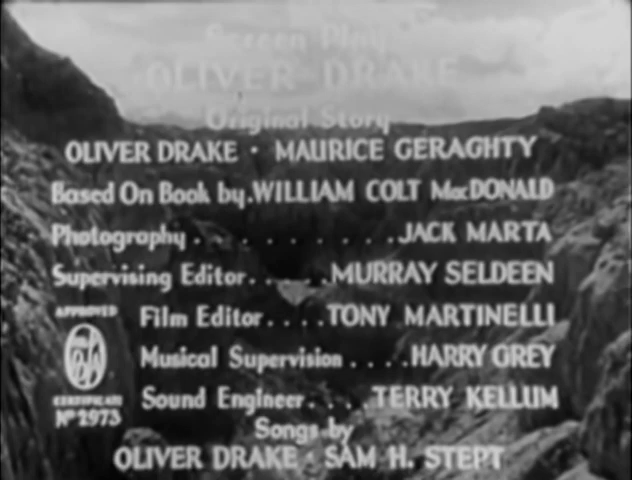 Screen Play
OLIVER DRAKE
Original Story
OLIVER DRAKE · MAURICE GERAGHTY
Based On Book by. WILLIAM COLT MacDONALD
Photography . . . . . . . . . . JACK MARTA
Supervising Editor. . . . . . MURRAY SELDEEN
Film Editor. . . . TONY MARTINELLI
Musical Supervision . . . . HARRY GREY
Sound Engineer. . . . . TERRY KELLUM
APPROVED
CERTIFICATE
Nº 2973
Songs by
OLIVER DRAKE · SAM H. STEPT